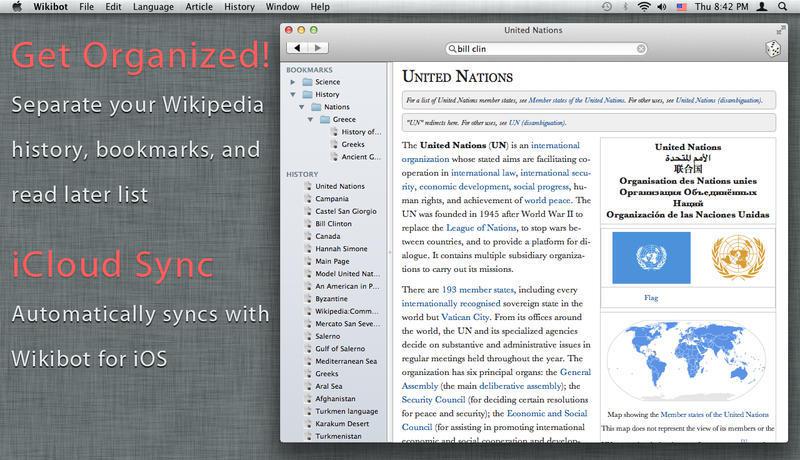 Wikibot File Edit Language Article History Window Help Thu 8:42 PM
Get Organized!
Separate your Wikipedia
history, bookmarks, and
read later list
iCloud Sync
Automatically syncs with
Wikibot for iOS
United Nations
bill clin
BOOKMARKS
Science
History
Nations
Greece
History of...
Greeks
Ancient G...
HISTORY
United Nations
Campania
Castel San Giorgio
Bill Clinton
Canada
Hannah Simone
Main Page
Model United Nat...
An American in P...
Byzantine
Wikipedia:Comm...
Mercato San Seve...
Salerno
Gulf of Salerno
Mediterranean Sea
Greeks
Aral Sea
Afghanistan
Turkmen language
Karakum Desert
Turkmenistan
UNITED NATIONS
For a list of United Nations member states, see Member states of the United Nations. For other uses, see United Nations (disambiguation).
"UN" redirects here. For other uses, see UN (disambiguation).
The United Nations (UN) is an international
organization whose stated aims are facilitating co-
operation in international law, international secu-
rity, economic development, social progress, hu-
man rights, and achievement of world peace. The
UN was founded in 1945 after World War II to
replace the League of Nations, to stop wars be-
tween countries, and to provide a platform for di-
alogue. It contains multiple subsidiary organiza-
tions to carry out its missions.
There are 193 member states, including every
internationally recognised sovereign state in the
world but Vatican City. From its offices around
the world, the UN and its specialized agencies
decide on substantive and administrative issues in
regular meetings held throughout the year. The
organization has six principal organs: the General
Assembly (the main deliberative assembly); the
Security Council (for deciding certain resolutions
for peace and security); the Economic and Social
Council (for assisting in promoting international
economic and social cooperation and develop-
United Nations
الأمم المتحدة
联合国
Organisation des Nations unies
Организация Объединённых
Наций
Organización de las Naciones Unidas
Flag
Map showing the Member states of the United Nations
This map does not represent the view of its members or the